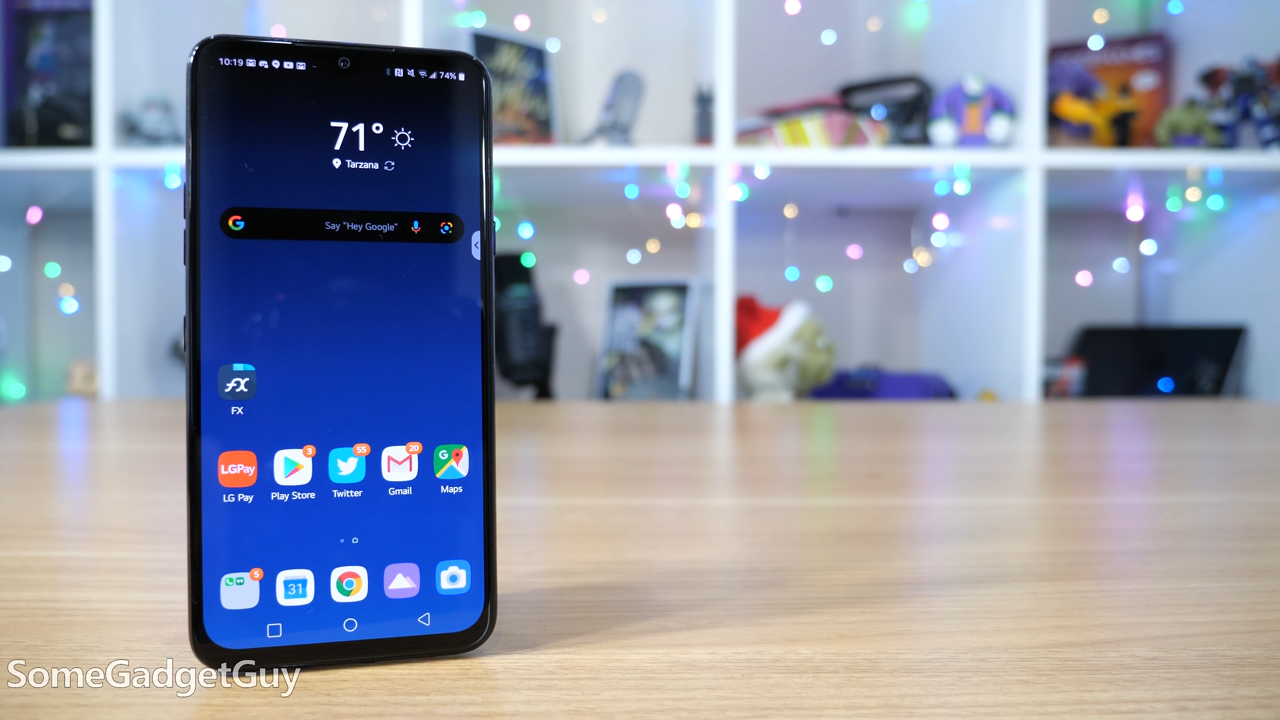 10:19
74%
71°
Tarzana
G Say "Hey Google"
FX
FX
LGPay
3
55
20
G
LG Pay
Play Store
Twitter
Gmail
Maps
5
31
SomeGadgetGuy